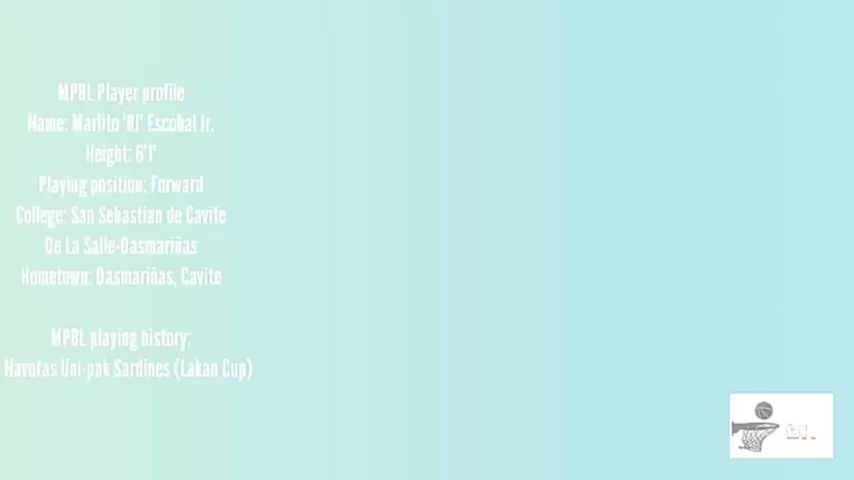 MPBL Player profile
Name: Marlito 'RJ' Escobal Jr.
Height: 6'1"
Playing position: Forward
College: San Sebastian de Cavite
De La Salle-Dasmariñas
Hometown: Dasmariñas, Cavite
MPBL playing history:
Navotas Uni-pak Sardines (Lakan Cup)